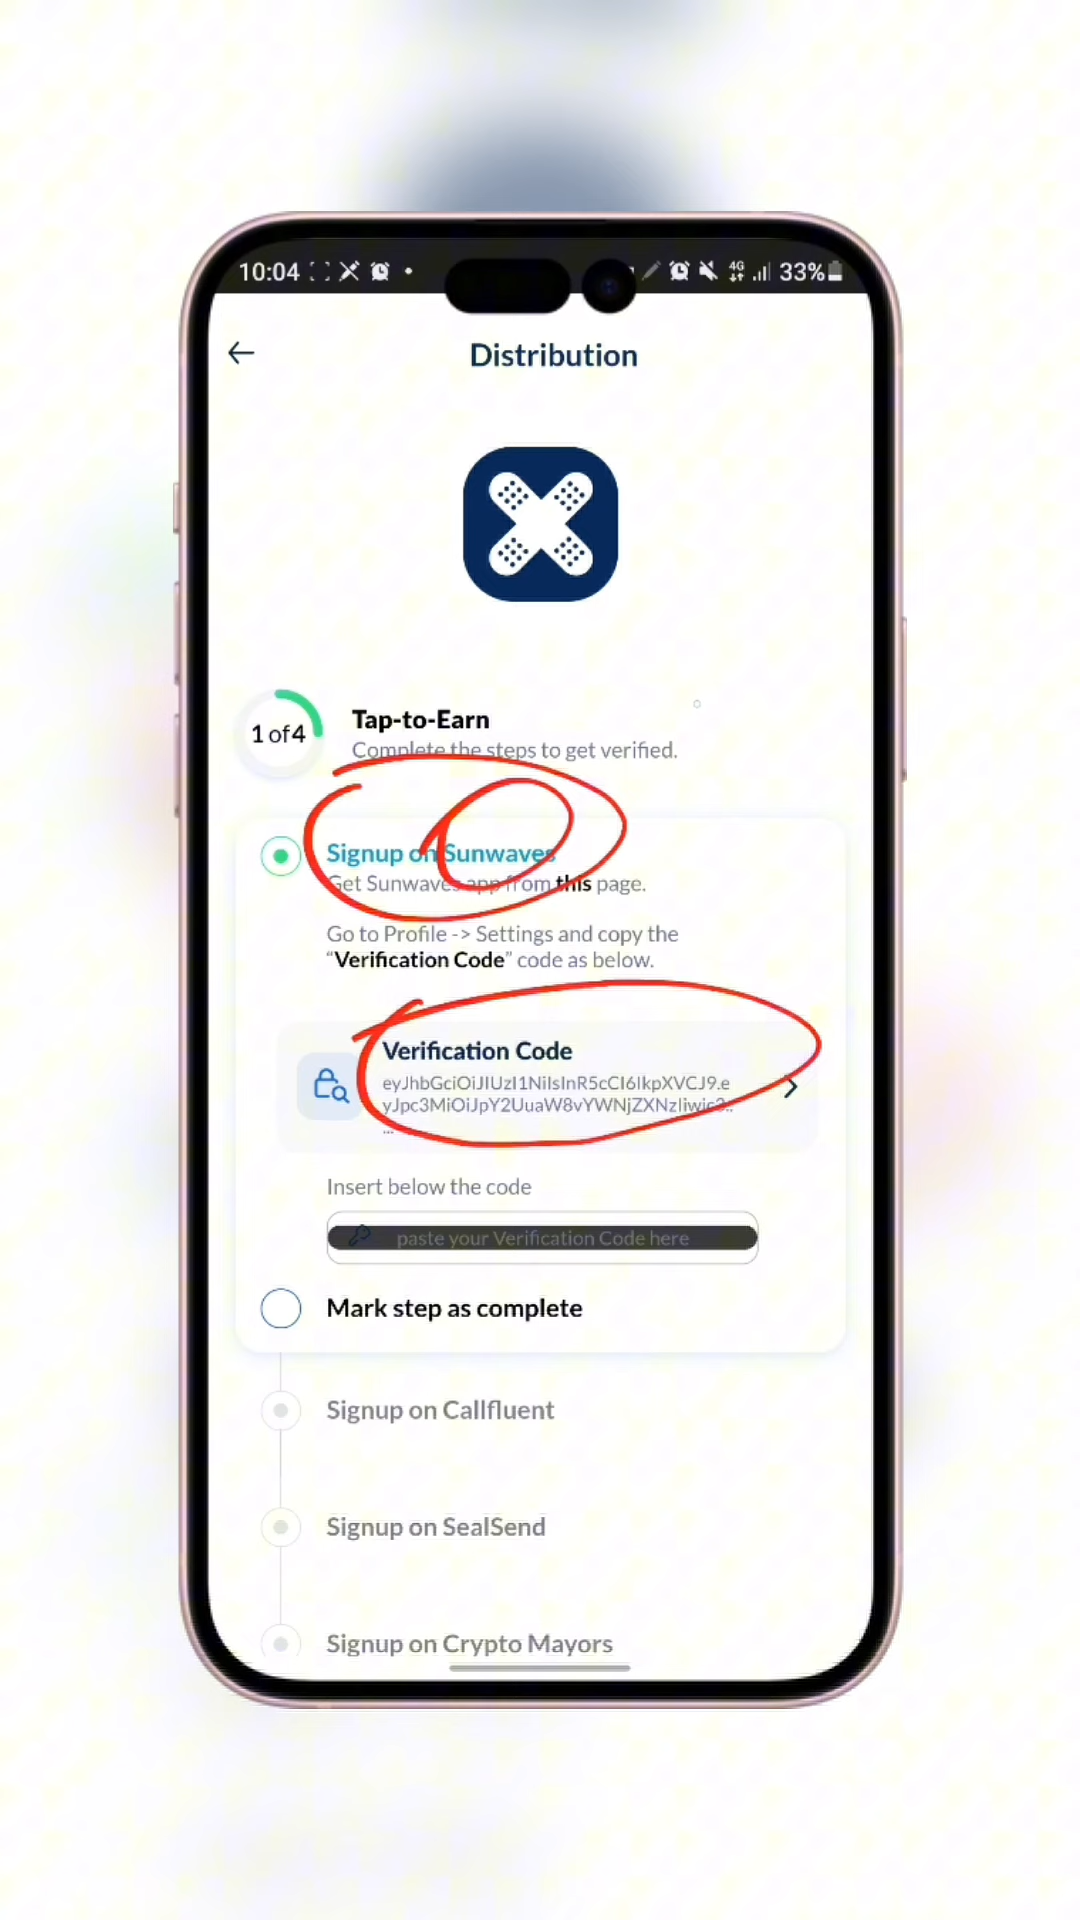 10:04
4G
33%
Distribution
1 of 4
Tap-to-Earn
Complete the steps to get verified.
Signup on Sunwaves
Get Sunwaves app from this page.
Go to Profile -> Settings and copy the
“Verification Code” code as below.
Verification Code
eyJhbGciOiJIUzI1NiIsInR5cCI6IkpXVCJ9.e
yJpc3MiOiJpY2UuaW8vYWNjZXNzIiwic3..
...
Insert below the code
paste your Verification Code here
Mark step as complete
Signup on Callfluent
Signup on SealSend
Signup on Crypto Mayors